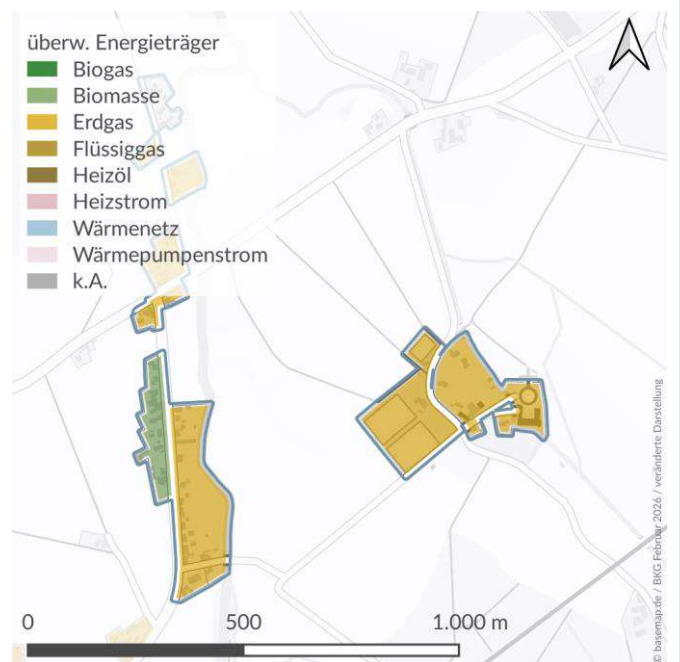 überw. Energieträger
Biogas
Biomasse
Erdgas
Flüssiggas
Heizöl
Heizstrom
Wärmenetz
Wärmepumpenstrom
k.A.
0 500 1.000 m
© basemap.de / BKG Februar 2026 / veränderte Darstellung